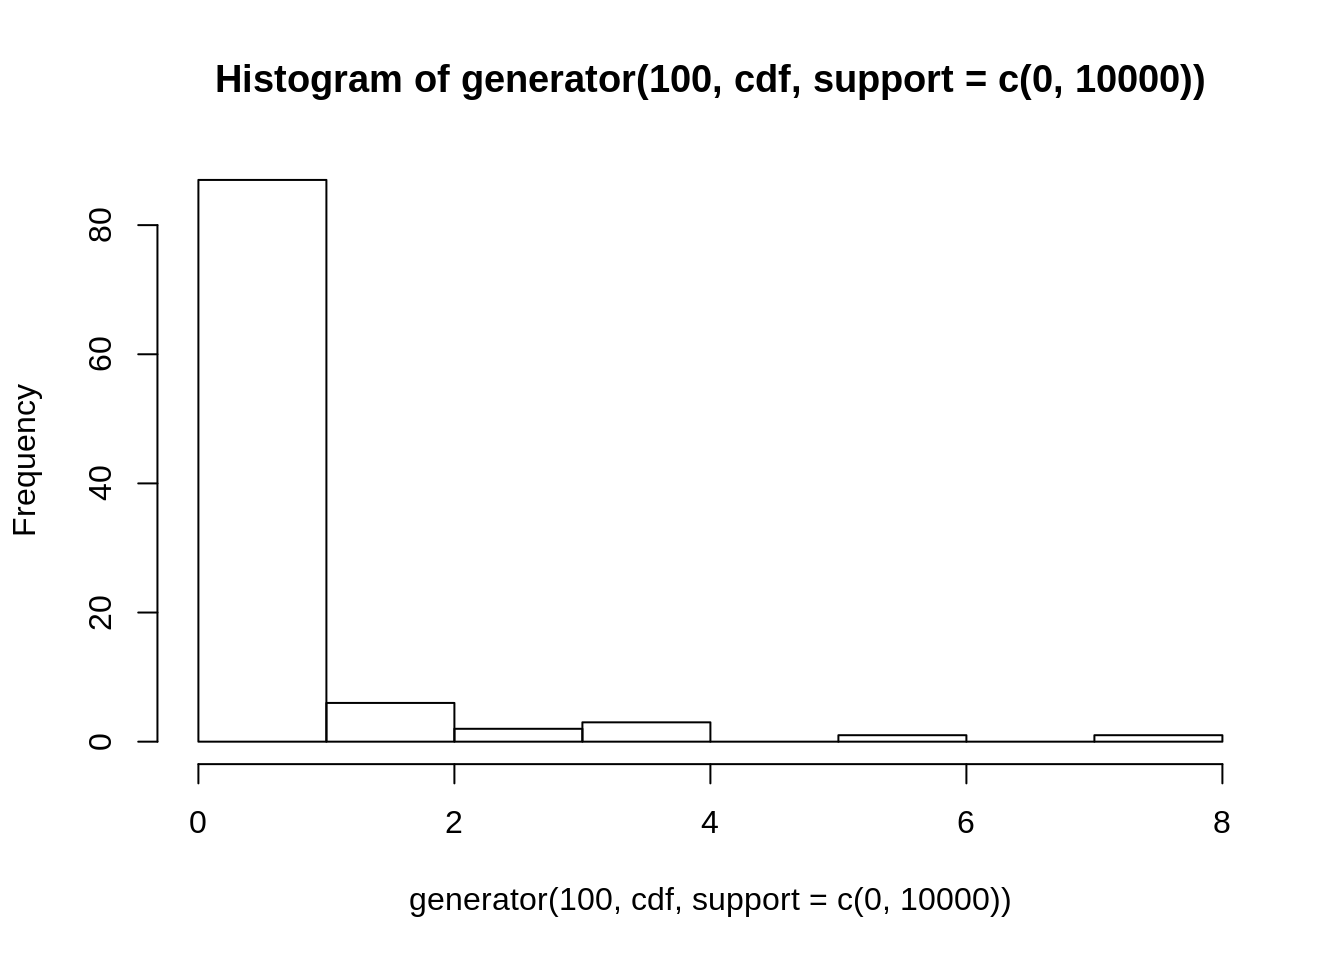 Histogram of generator(100, cdf, support = c(0, 10000))
Frequency
80
60
40
20
0
0 2 4 6 8
generator(100, cdf, support = c(0, 10000))